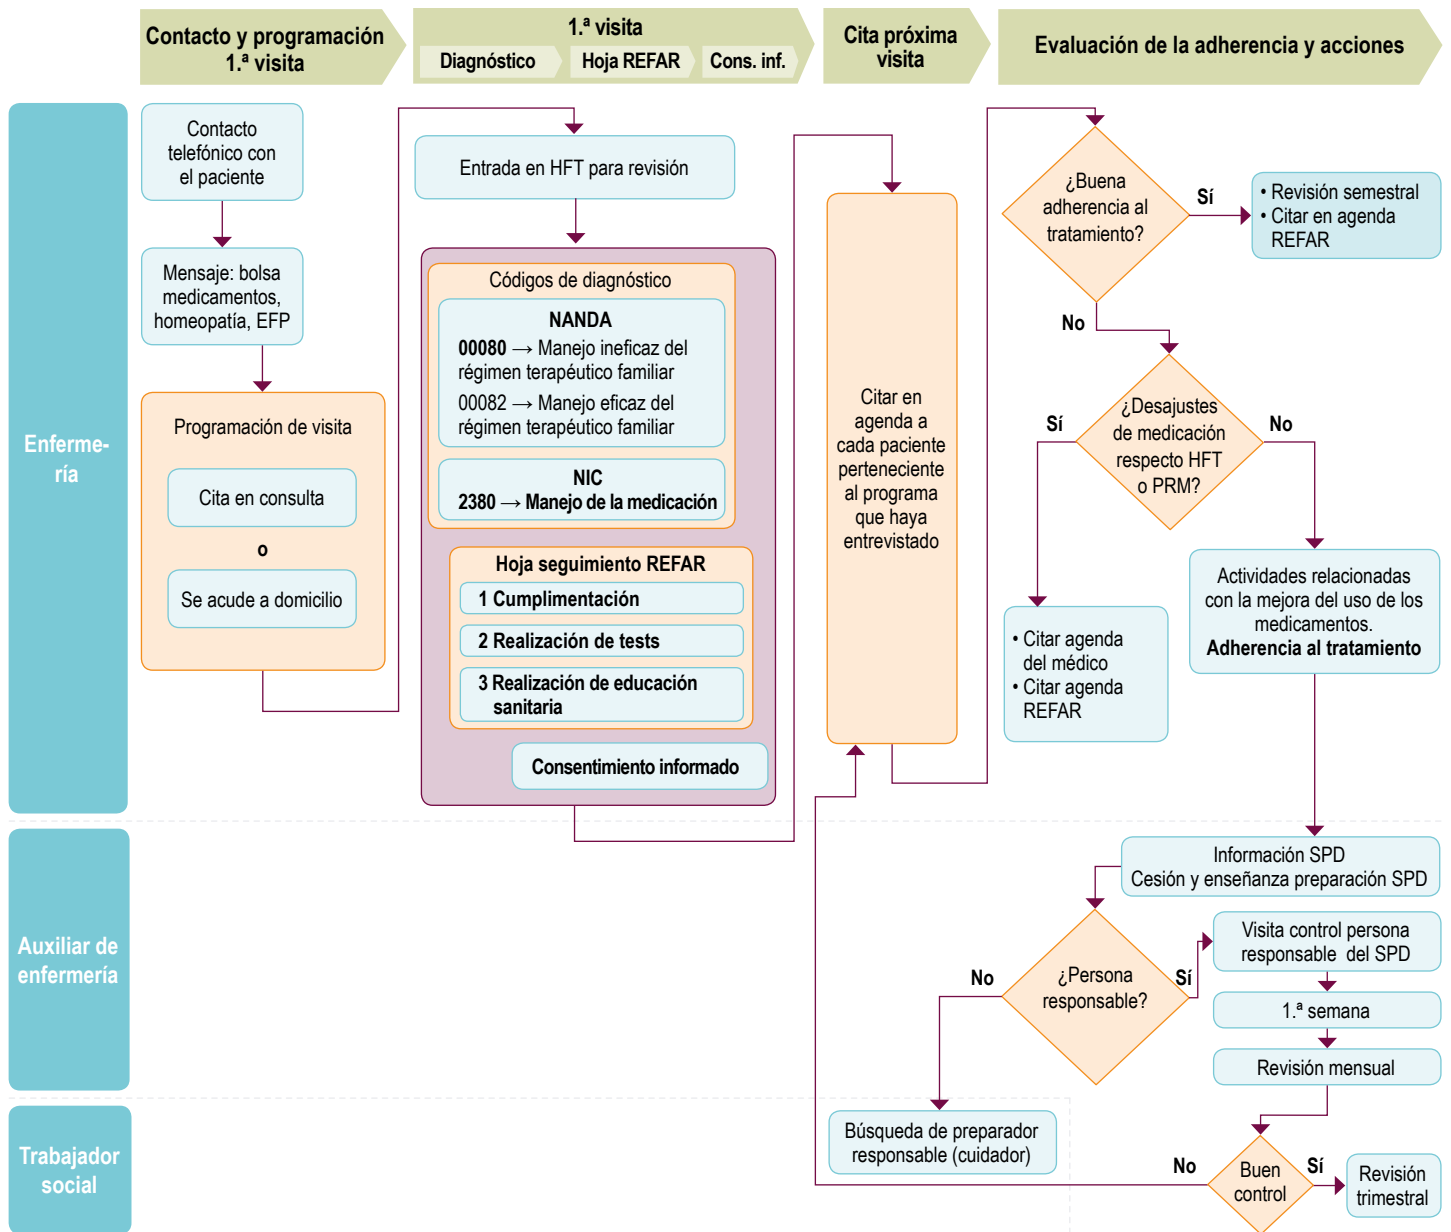 Contacto y programación
1.ª visita
1.ª visita
Diagnóstico
Hoja REFAR
Cons. inf.
Cita próxima
visita
Evaluación de la adherencia y acciones
Enferme-
ría
Contacto
telefónico con
el paciente
Mensaje: bolsa
medicamentos,
homeopatía, EFP
Programación de visita
Cita en consulta
o
Se acude a domicilio
Entrada en HFT para revisión
Códigos de diagnóstico
NANDA
00080 → Manejo ineficaz del
régimen terapéutico familiar
00082 → Manejo eficaz del
régimen terapéutico familiar
NIC
2380 → Manejo de la medicación
Hoja seguimiento REFAR
1 Cumplimentación
2 Realización de tests
3 Realización de educación
sanitaria
Consentimiento informado
Citar en
agenda a
cada paciente
perteneciente
al programa
que haya
entrevistado
¿Buena
adherencia al
tratamiento?
Sí
• Revisión semestral
• Citar en agenda
REFAR
No
¿Desajustes
de medicación
respecto HFT
o PRM?
Sí
No
• Citar agenda
del médico
• Citar agenda
REFAR
Actividades relacionadas
con la mejora del uso de los
medicamentos.
Adherencia al tratamiento
Auxiliar de
enfermería
Información SPD
Cesión y enseñanza preparación SPD
¿Persona
responsable?
No
Sí
Visita control persona
responsable del SPD
1.ª semana
Revisión mensual
Trabajador
social
Búsqueda de preparador
responsable (cuidador)
No
Buen
control
Sí
Revisión
trimestral